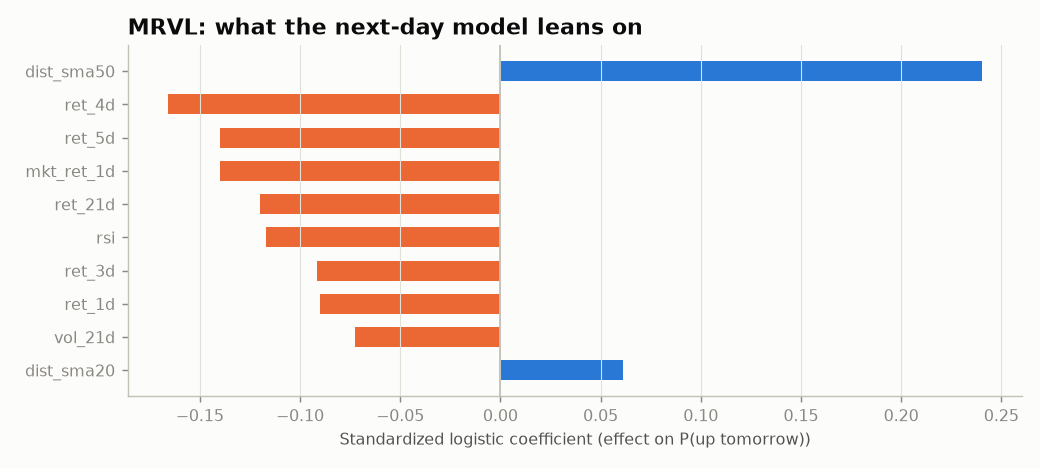 MRVL: what the next-day model leans on
dist_sma50
ret_4d
ret_5d
mkt_ret_1d
ret_21d
rsi
ret_3d
ret_1d
vol_21d
dist_sma20
−0.15 −0.10 −0.05 0.00 0.05 0.10 0.15 0.20 0.25
Standardized logistic coefficient (effect on P(up tomorrow))